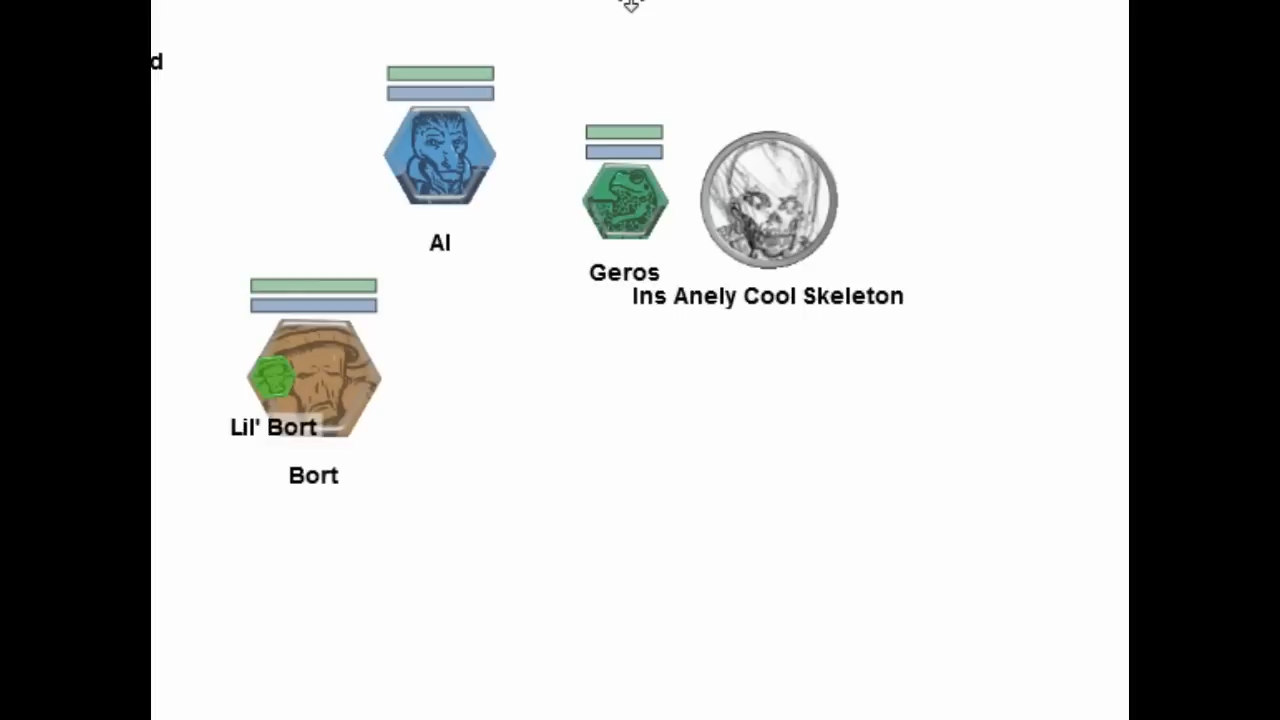 d
Al
Geros
Ins Anely Cool Skeleton
Lil' Bort
Bort